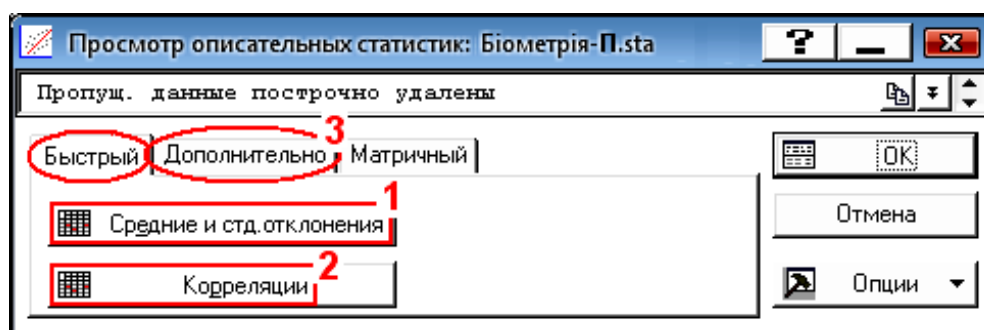 Просмотр описательных статистик: Біометрія-П.sta
?
Пропущ. данные построчно удалены
3
Быстрый Дополнительно Матричный
OK
1
Средние и стд.отклонения
Отмена
2
Корреляции
Опции